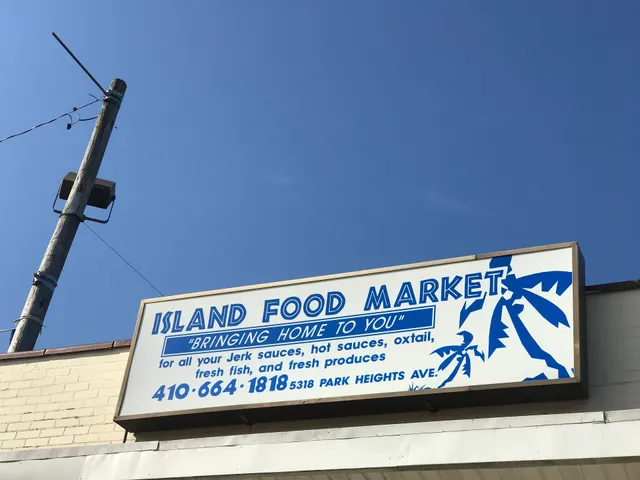 ISLAND FOOD MARKET
"BRINGING HOME TO YOU"
for all your Jerk sauces, hot sauces, oxtail,
fresh fish, and fresh produces
410·664·1818 5318 PARK HEIGHTS AVE.